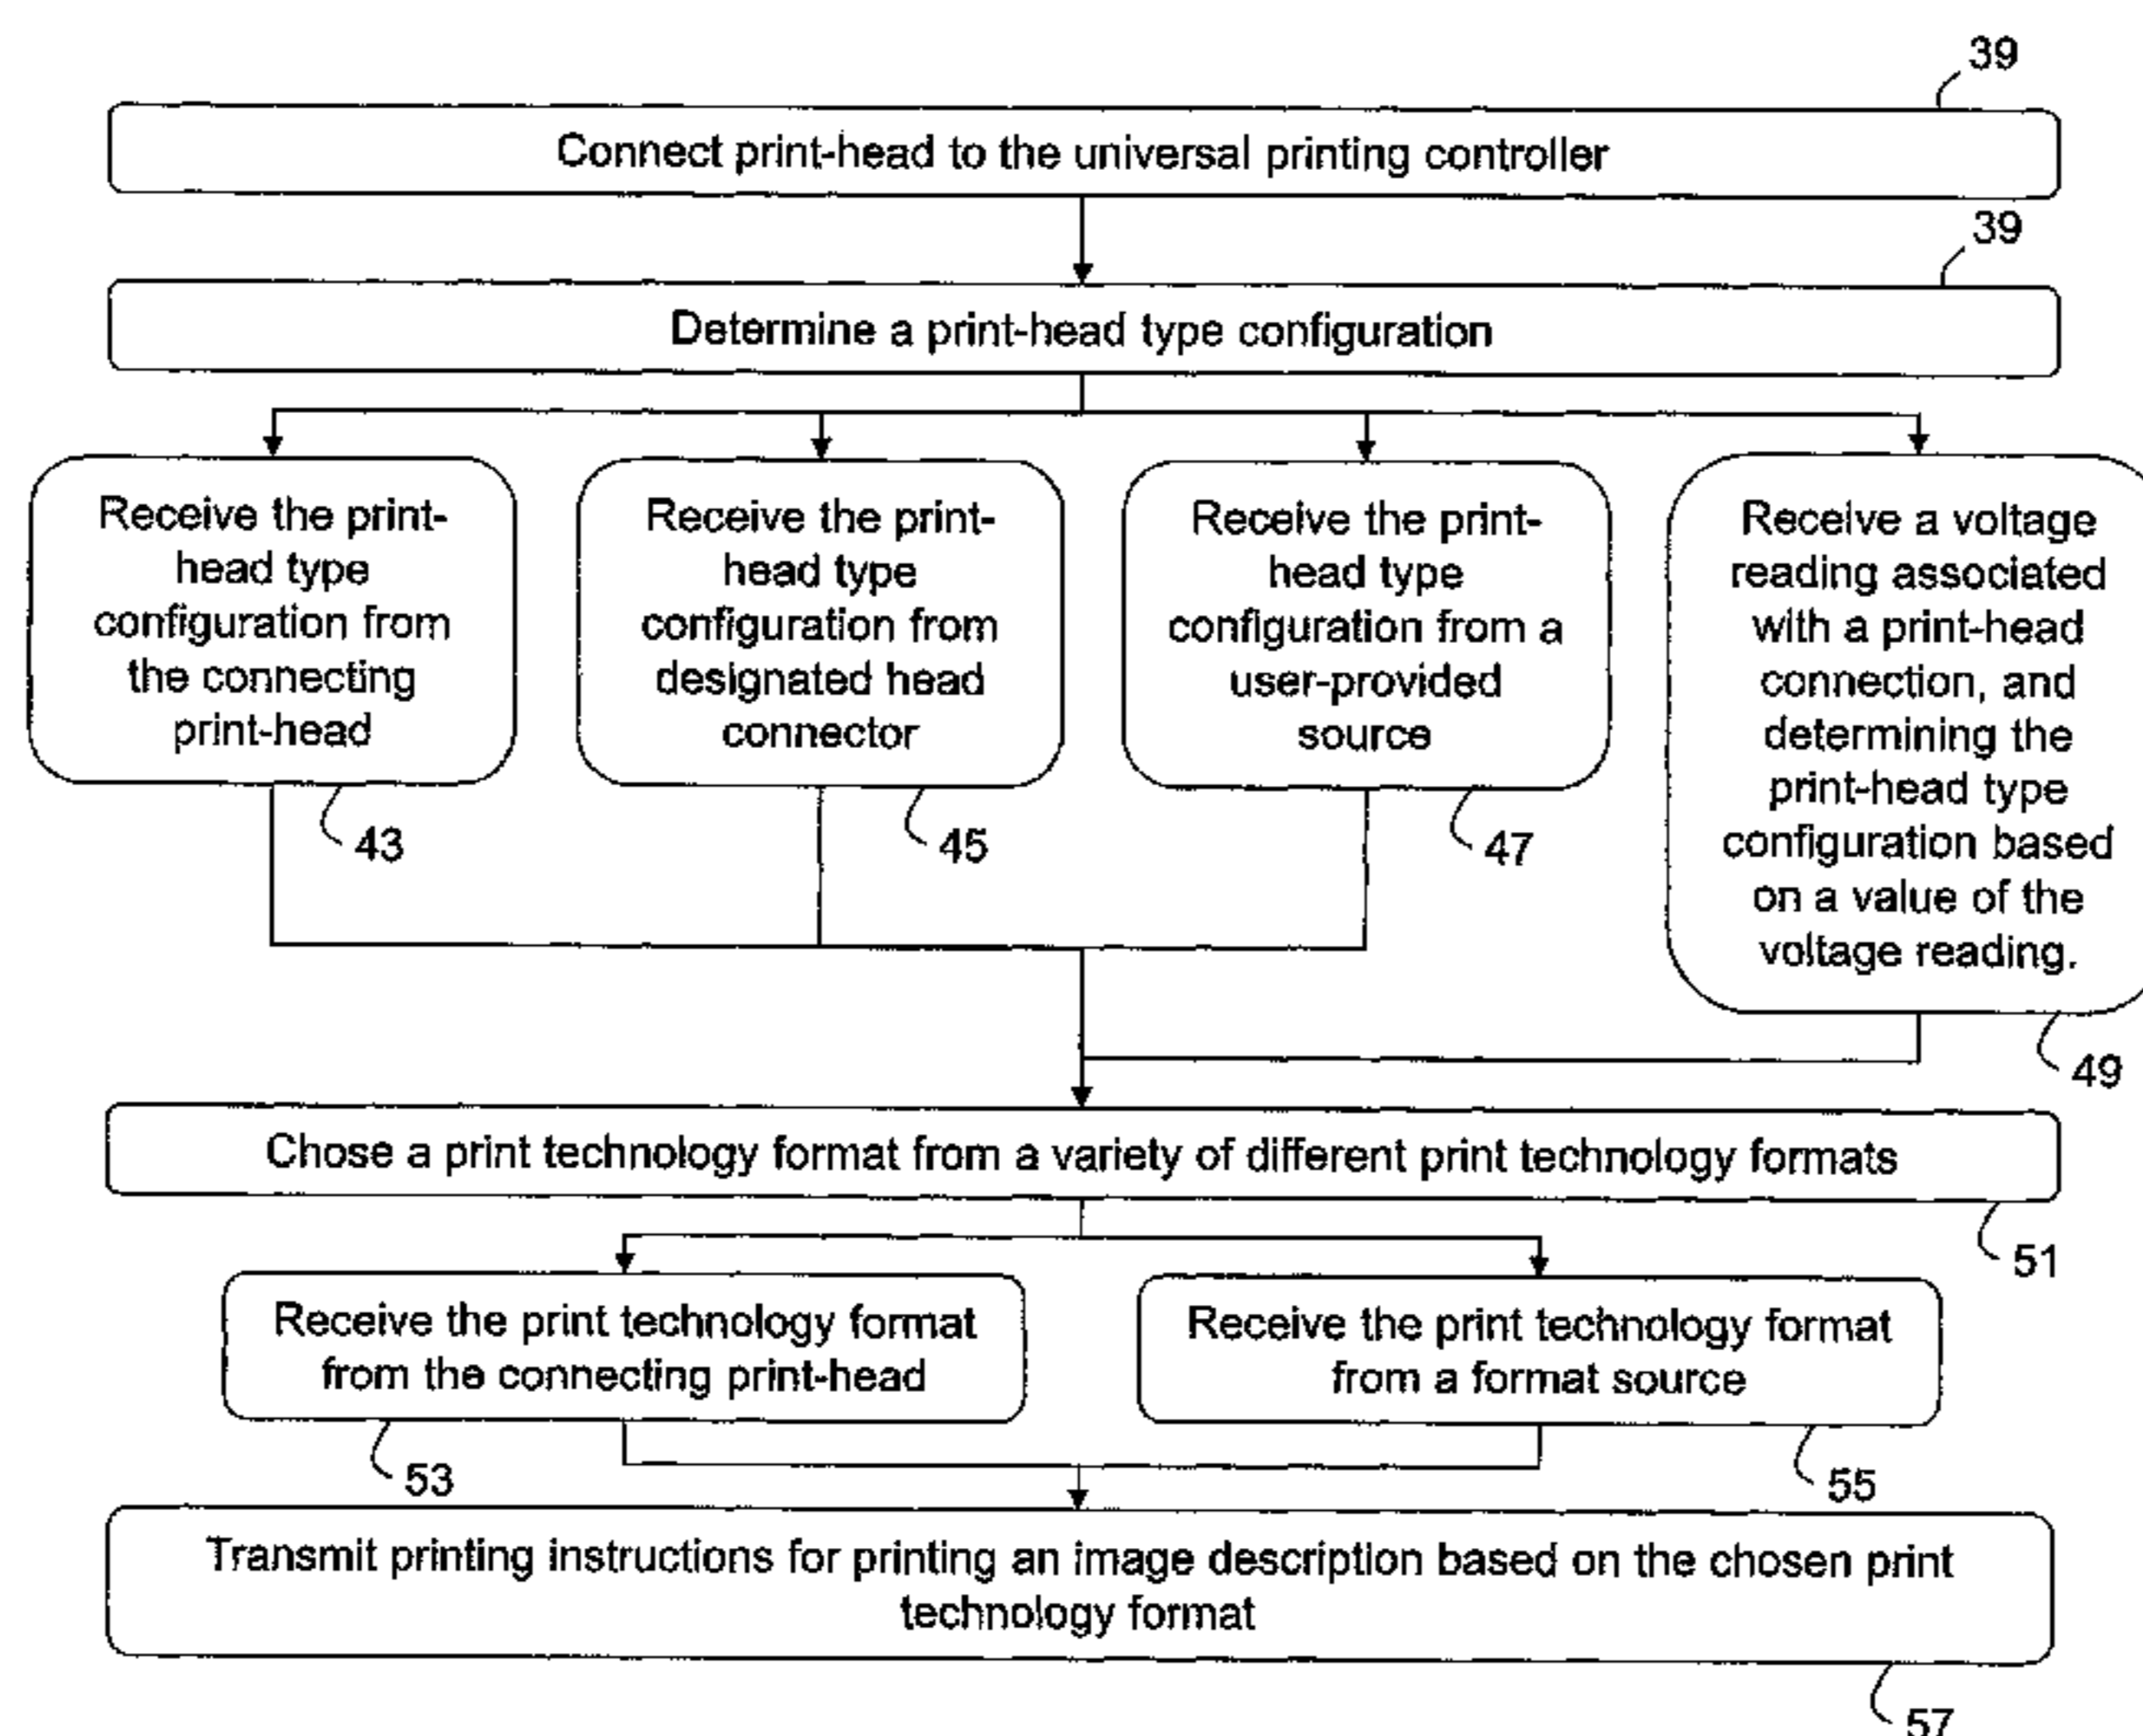 39
Connect print-head to the universal printing controller
39
Determine a print-head type configuration
Receive the print-
head type
configuration from
the connecting
print-head
43
Receive the print-
head type
configuration from
designated head
connector
45
Receive the print-
head type
configuration from a
user-provided
source
47
Receive a voltage
reading associated
with a print-head
connection, and
determining the
print-head type
configuration based
on a value of the
voltage reading.
49
Chose a print technology format from a variety of different print technology formats
51
Receive the print technology format
from the connecting print-head
53
Receive the print technology format
from a format source
55
Transmit printing instructions for printing an image description based on the chosen print
technology format
57